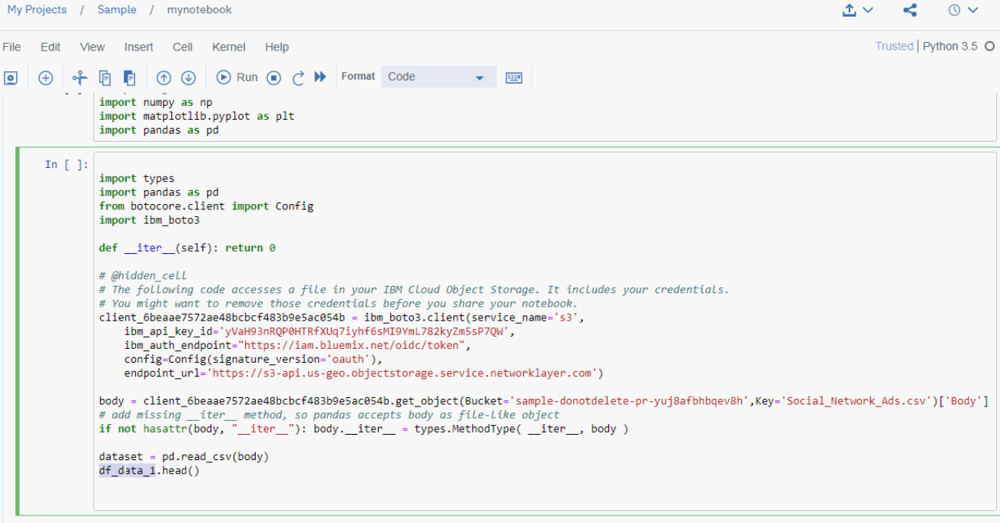 My Projects / Sample / mynotebook
File Edit View Insert Cell Kernel Help
Trusted | Python 3.5
Run Format Code
import numpy as np
import matplotlib.pyplot as plt
import pandas as pd
In [ ]:
import types
import pandas as pd
from botocore.client import Config
import ibm_boto3
def __iter__(self): return 0
# @hidden_cell
# The following code accesses a file in your IBM Cloud Object Storage. It includes your credentials.
# You might want to remove those credentials before you share your notebook.
client_6beaae7572ae48bcbcf483b9e5ac054b = ibm_boto3.client(service_name='s3',
ibm_api_key_id='yVaH93nRQP0HTRfXUq7iyhf6sMI9YmL782kyZm5sP7QW',
ibm_auth_endpoint="https://iam.bluemix.net/oidc/token",
config=Config(signature_version='oauth'),
endpoint_url='https://s3-api.us-geo.objectstorage.service.networklayer.com')
body = client_6beaae7572ae48bcbcf483b9e5ac054b.get_object(Bucket='sample-donotdelete-pr-yuj8afbhbqev8h',Key='Social_Network_Ads.csv')['Body']
# add missing __iter__ method, so pandas accepts body as file-like object
if not hasattr(body, "__iter__"): body.__iter__ = types.MethodType( __iter__, body )
dataset = pd.read_csv(body)
df_data_1.head()